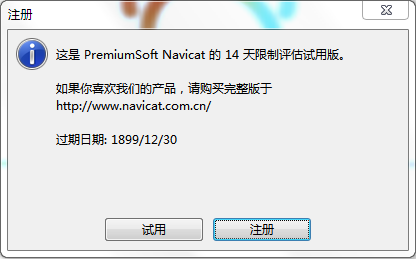 注册
这是 PremiumSoft Navicat 的 14 天限制评估试用版。
如果你喜欢我们的产品，请购买完整版于
http://www.navicat.com.cn/
过期日期: 1899/12/30
试用
注册